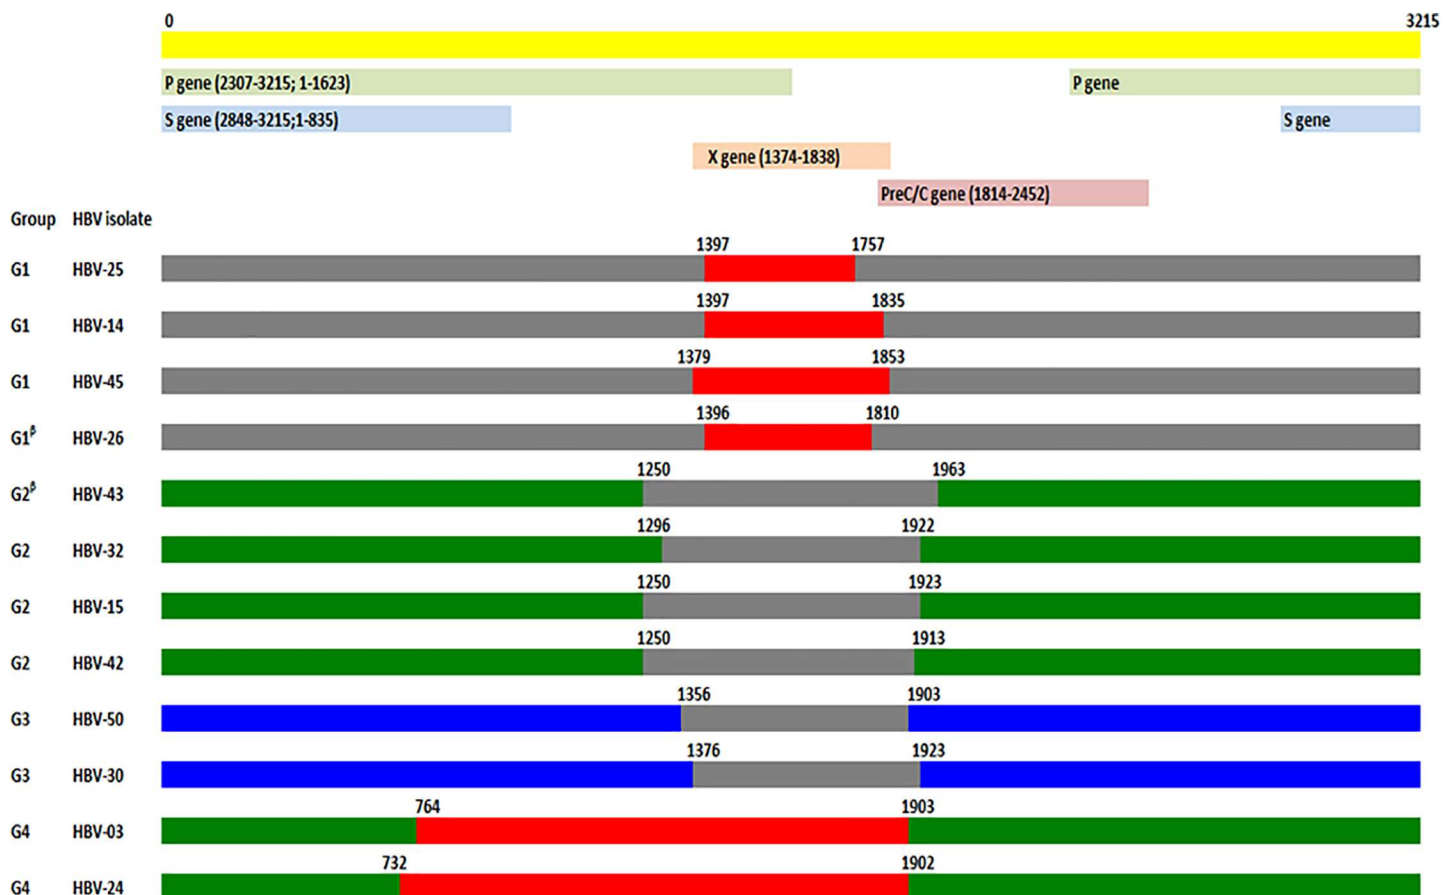 0 3215
P gene (2307-3215; 1-1623) P gene
S gene (2848-3215;1-835) S gene
X gene (1374-1838)
PreC/C gene (1814-2452)
Group HBV isolate
1397 1757
G1 HBV-25
1397 1835
G1 HBV-14
1379 1853
G1 HBV-45
1396 1810
G1β HBV-26
1250 1963
G2β HBV-43
1296 1922
G2 HBV-32
1250 1923
G2 HBV-15
1250 1913
G2 HBV-42
1356 1903
G3 HBV-50
1376 1923
G3 HBV-30
764 1903
G4 HBV-03
732 1902
G4 HBV-24